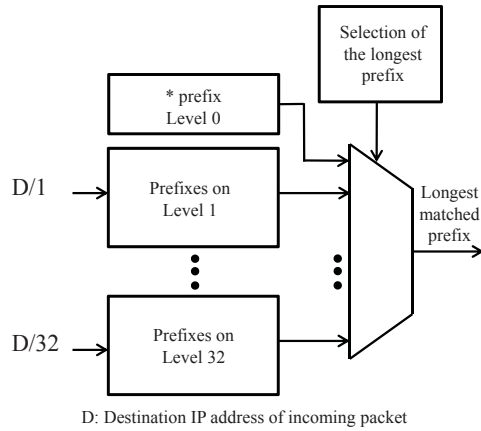 Selection of
the longest
prefix
* prefix
Level 0
D/1
Prefixes on
Level 1
Longest
matched
prefix
D/32
Prefixes on
Level 32
D: Destination IP address of incoming packet